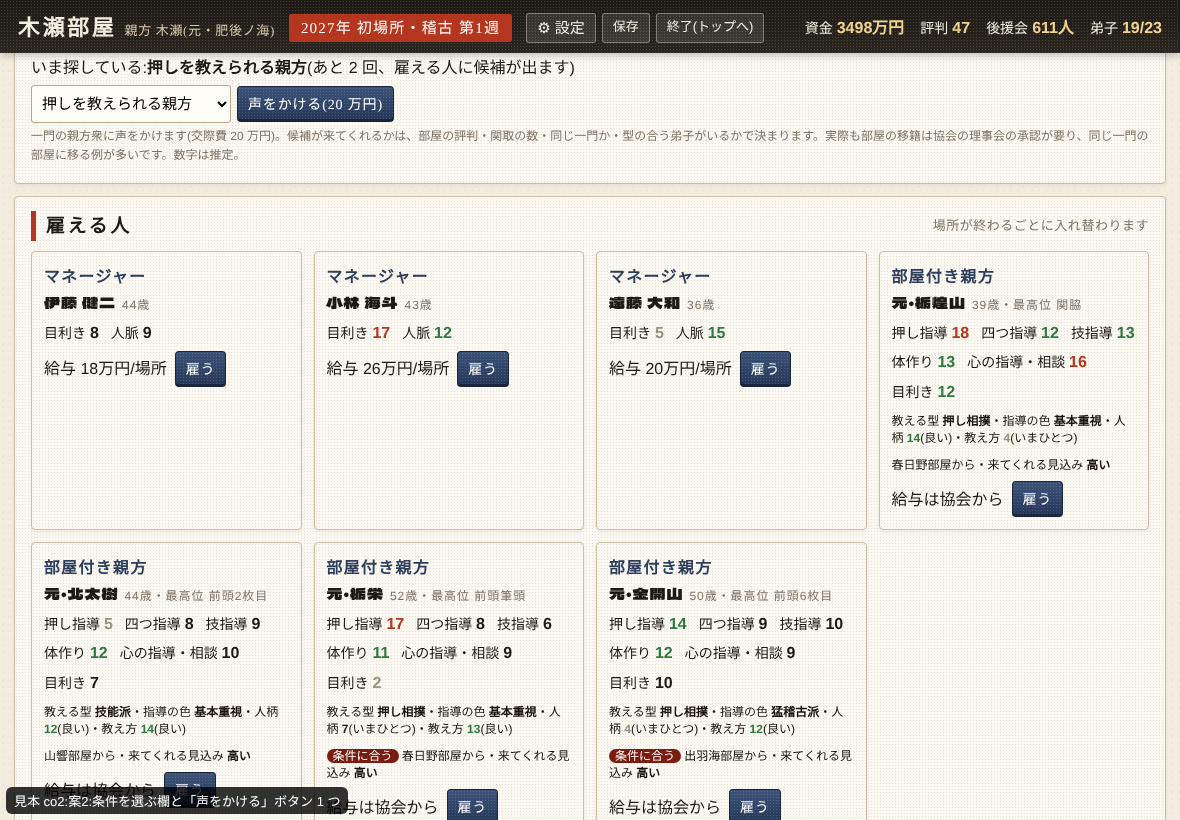 木瀬部屋 親方 木瀬(元・肥後ノ海) 2027年 初場所・稽古 第1週 ⚙ 設定 保存 終了(トップへ) 資金 3498万円 評判 47 後援会 611人 弟子 19/23
いま探している:押しを教えられる親方(あと 2 回、雇える人に候補が出ます)
押しを教えられる親方 声をかける(20 万円)
一門の親方衆に声をかけます(交際費 20 万円)。候補が来てくれるかは、部屋の評判・関取の数・同じ一門か・型の合う弟子がいるかで決まります。実際も部屋の移籍は協会の理事会の承認が要り、同じ一門の
部屋に移る例が多いです。数字は推定。
雇える人 場所が終わるごとに入れ替わります
マネージャー
伊藤 健二 44歳
目利き 8 人脈 9
給与 18万円/場所 雇う
マネージャー
小林 海斗 43歳
目利き 17 人脈 12
給与 26万円/場所 雇う
マネージャー
遠藤 大和 36歳
目利き 5 人脈 15
給与 20万円/場所 雇う
部屋付き親方
元・栃煌山 39歳・最高位 関脇
押し指導 18 四つ指導 12 技指導 13
体作り 13 心の指導・相談 16
目利き 12
教える型 押し相撲・指導の色 基本重視・人
柄 14(良い)・教え方 4(いまひとつ)
春日野部屋から・来てくれる見込み 高い
給与は協会から 雇う
部屋付き親方
元・北太樹 44歳・最高位 前頭2枚目
押し指導 5 四つ指導 8 技指導 9
体作り 12 心の指導・相談 10
目利き 7
教える型 技能派・指導の色 基本重視・人柄
12(良い)・教え方 14(良い)
山響部屋から・来てくれる見込み 高い
給与は協会から 雇う
部屋付き親方
元・栃栄 52歳・最高位 前頭筆頭
押し指導 17 四つ指導 8 技指導 6
体作り 11 心の指導・相談 9
目利き 2
教える型 押し相撲・指導の色 基本重視・人
柄 7(いまひとつ)・教え方 13(良い)
条件に合う 春日野部屋から・来てくれる見
込み 高い
与は協会から 雇う
部屋付き親方
元・金開山 50歳・最高位 前頭6枚目
押し指導 14 四つ指導 9 技指導 10
体作り 12 心の指導・相談 9
目利き 10
教える型 押し相撲・指導の色 猛稽古派・人
柄 4(いまひとつ)・教え方 12(良い)
条件に合う 出羽海部屋から・来てくれる見
込み 高い
給与は協会から 雇う
見本 co2:案2:条件を選ぶ欄と「声をかける」ボタン 1 つ